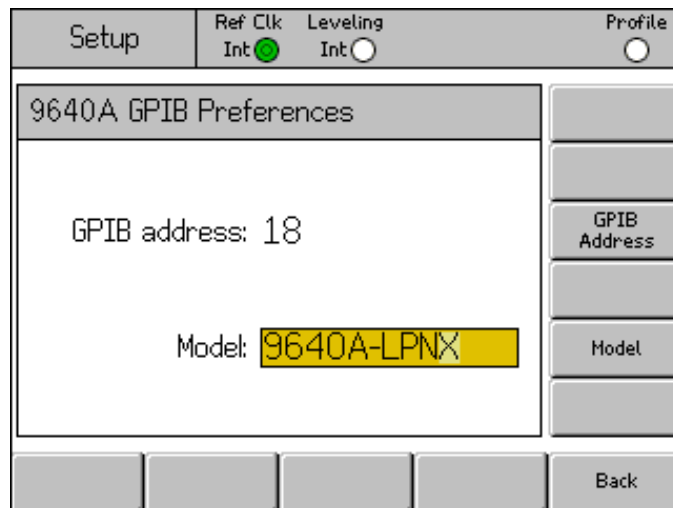 Setup
Ref Clk Leveling
Int Int
Profile
9640A GPIB Preferences
GPIB address: 18
GPIB
Address
Model: 9640A-LPNX
Model
Back